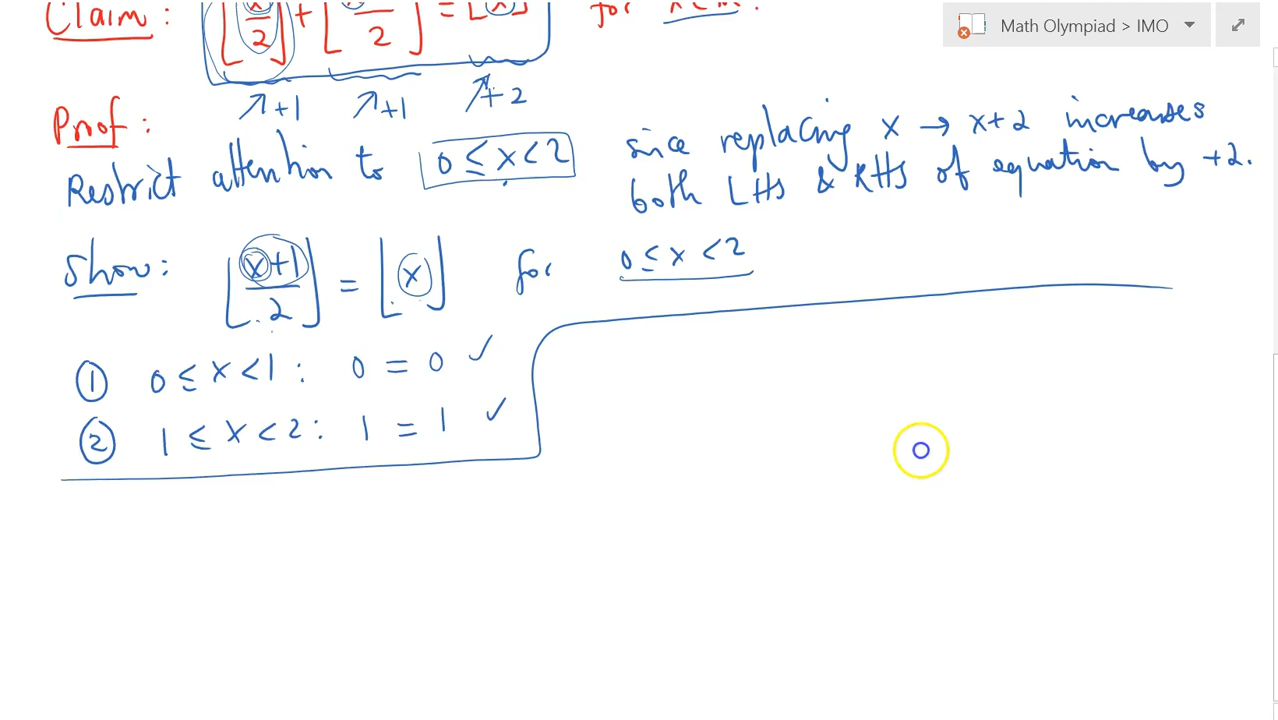 Math Olympiad > IMO
Claim: ⌊x/2⌋ + ⌊ /2⌋ = ⌊x⌋ for
↗+1 ↗+1 ↗+2
Proof:
Restrict attention to 0 ≤ x < 2 since replacing x → x+2 increases
both LHS & RHS of equation by +2.
Show: ⌊(x+1)/2⌋ = ⌊x⌋ for 0 ≤ x < 2
① 0 ≤ x < 1: 0 = 0 ✓
② 1 ≤ x < 2: 1 = 1 ✓